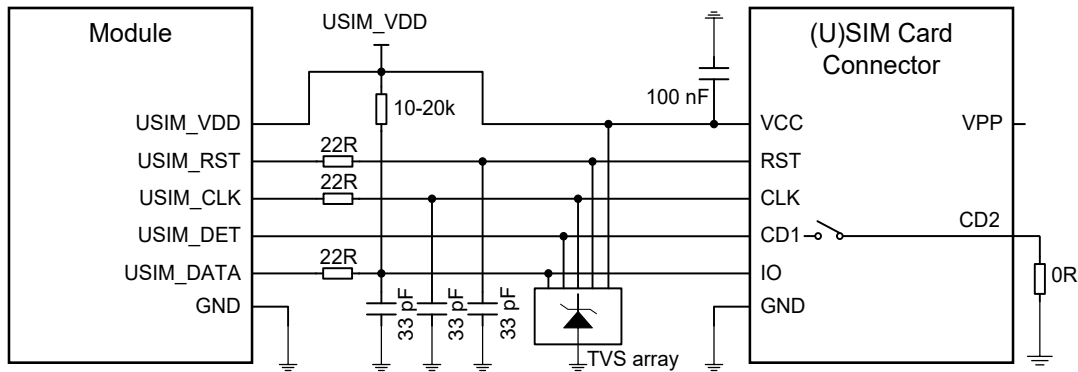 Module
USIM_VDD
(U)SIM Card
Connector
10-20k
100 nF
USIM_VDD
VCC
VPP
USIM_RST
22R
RST
USIM_CLK
22R
CLK
USIM_DET
CD1
CD2
USIM_DATA
22R
IO
0R
GND
33 pF
33 pF
33 pF
GND
TVS array